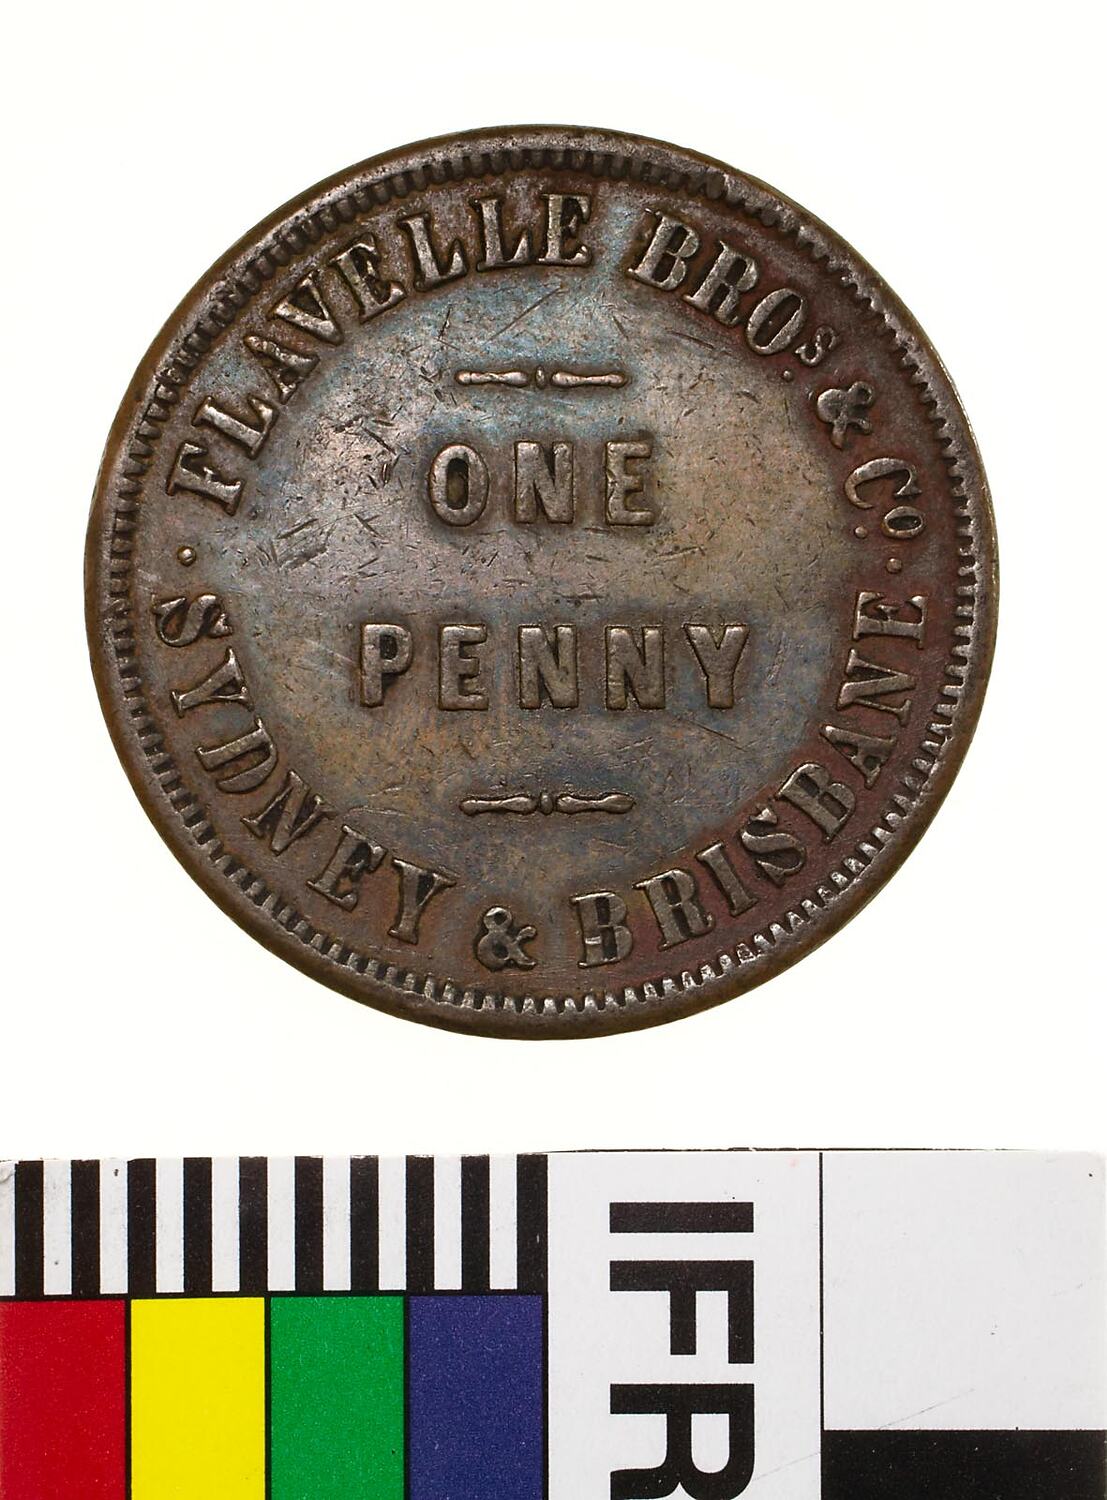 FLAVELLE BROS. & CO.
ONE
PENNY
· SYDNEY & BRISBANE ·
IFR